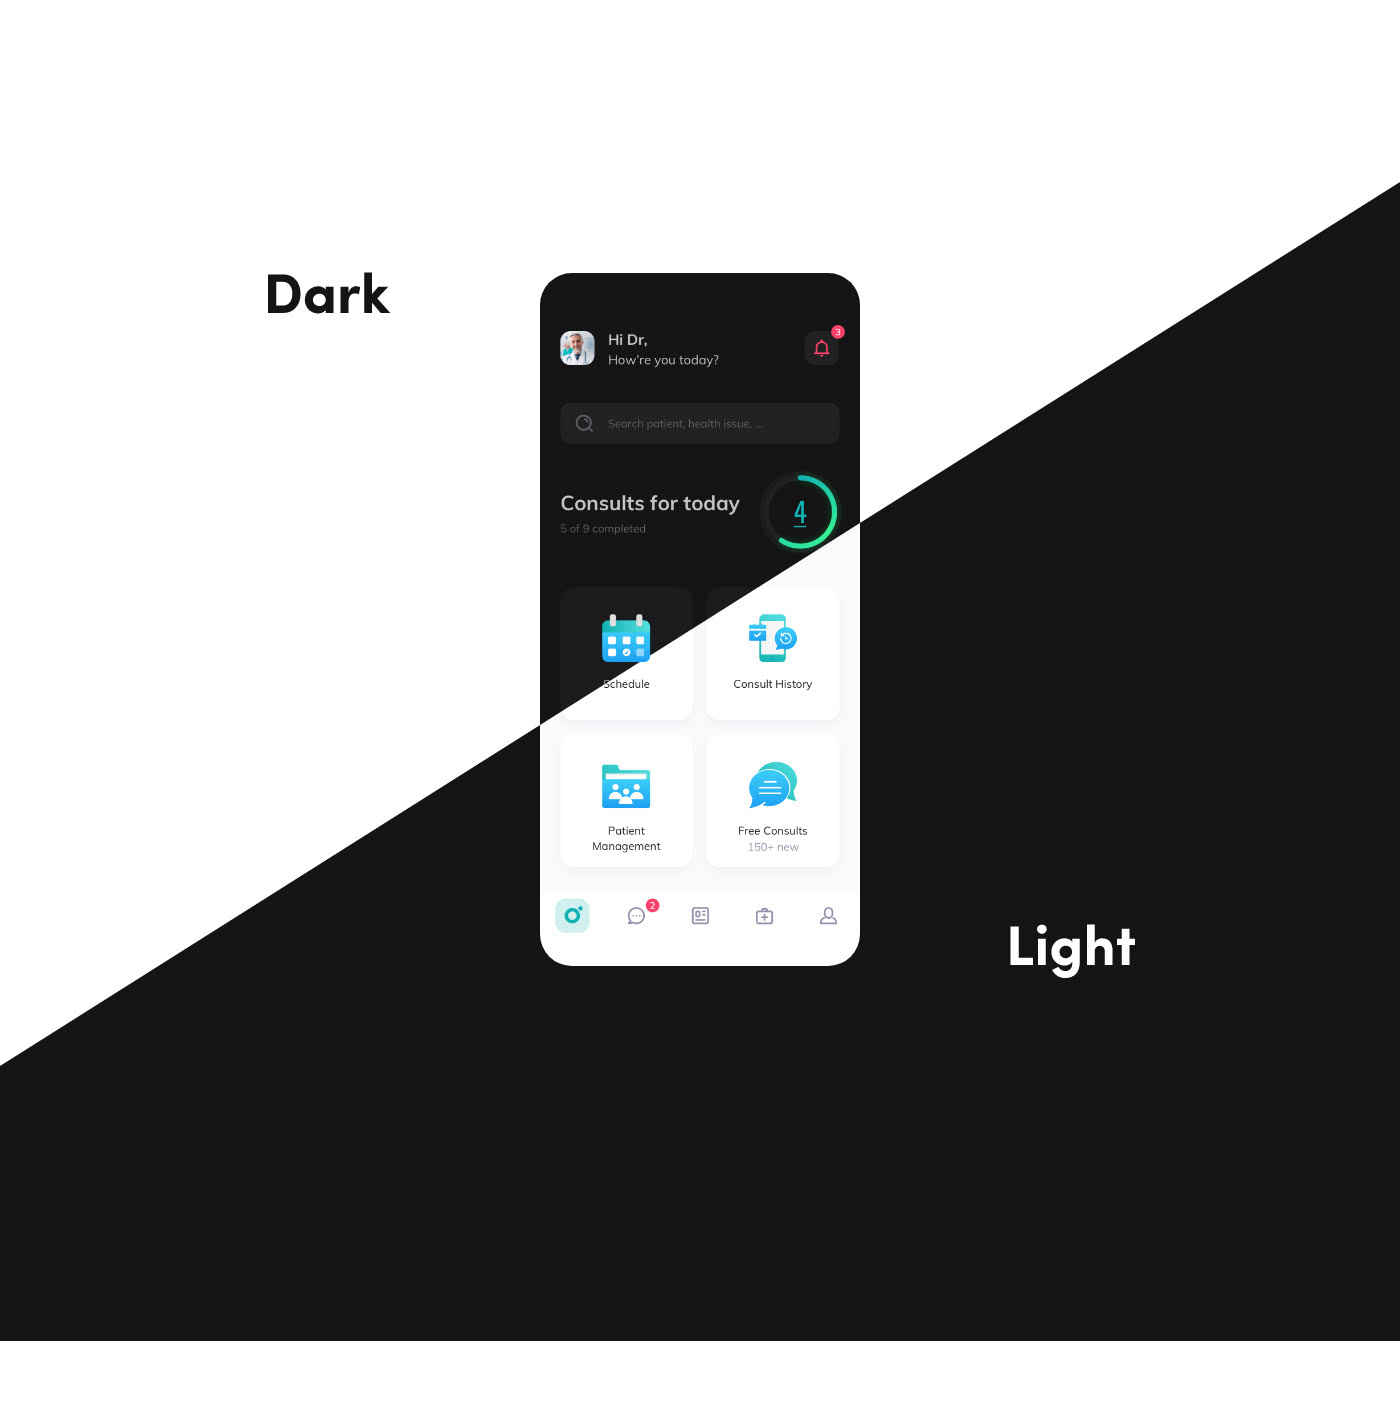 Dark
Hi Dr,
How're you today?
3
Search patient, health issue, ...
Consults for today
5 of 9 completed
4
Schedule
Consult History
Patient
Management
Free Consults
150+ new
2
Light